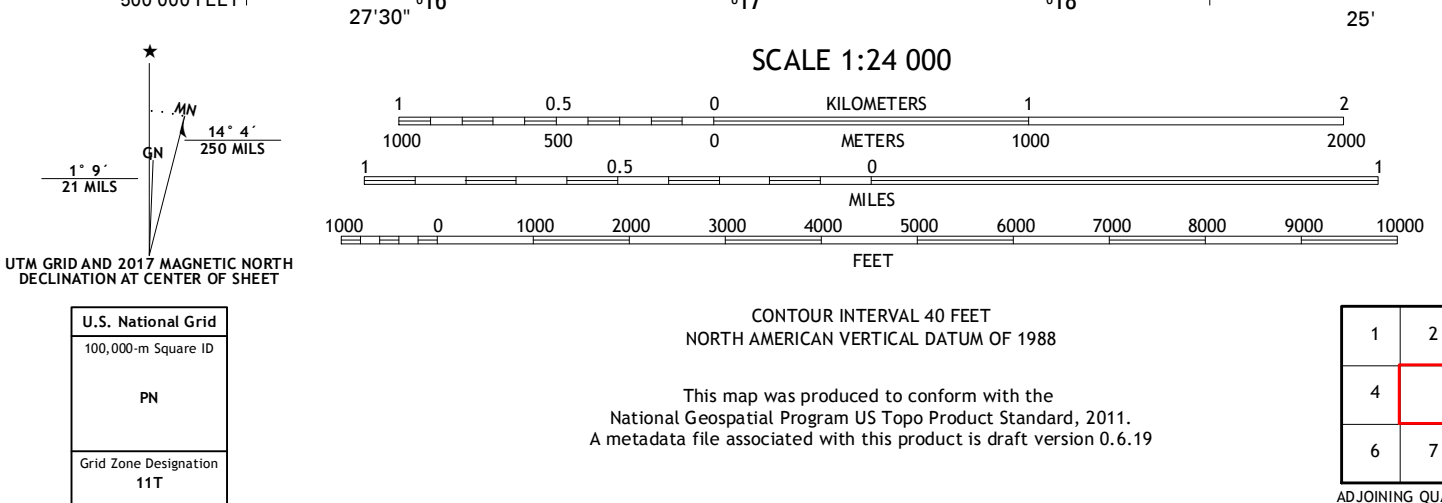 500 000 FEET
⁶16
⁶17
⁶18
27'30"
25'
SCALE 1:24 000
MN
14° 4´
250 MILS
GN
1° 9´
21 MILS
UTM GRID AND 2017 MAGNETIC NORTH
DECLINATION AT CENTER OF SHEET
1 0.5 0 KILOMETERS 1 2
1000 500 0 METERS 1000 2000
1 0.5 0 1
MILES
1000 0 1000 2000 3000 4000 5000 6000 7000 8000 9000 10000
FEET
U.S. National Grid
100,000-m Square ID
PN
Grid Zone Designation
11T
CONTOUR INTERVAL 40 FEET
NORTH AMERICAN VERTICAL DATUM OF 1988
This map was produced to conform with the
National Geospatial Program US Topo Product Standard, 2011.
A metadata file associated with this product is draft version 0.6.19
1 2
4
6 7
ADJOINING